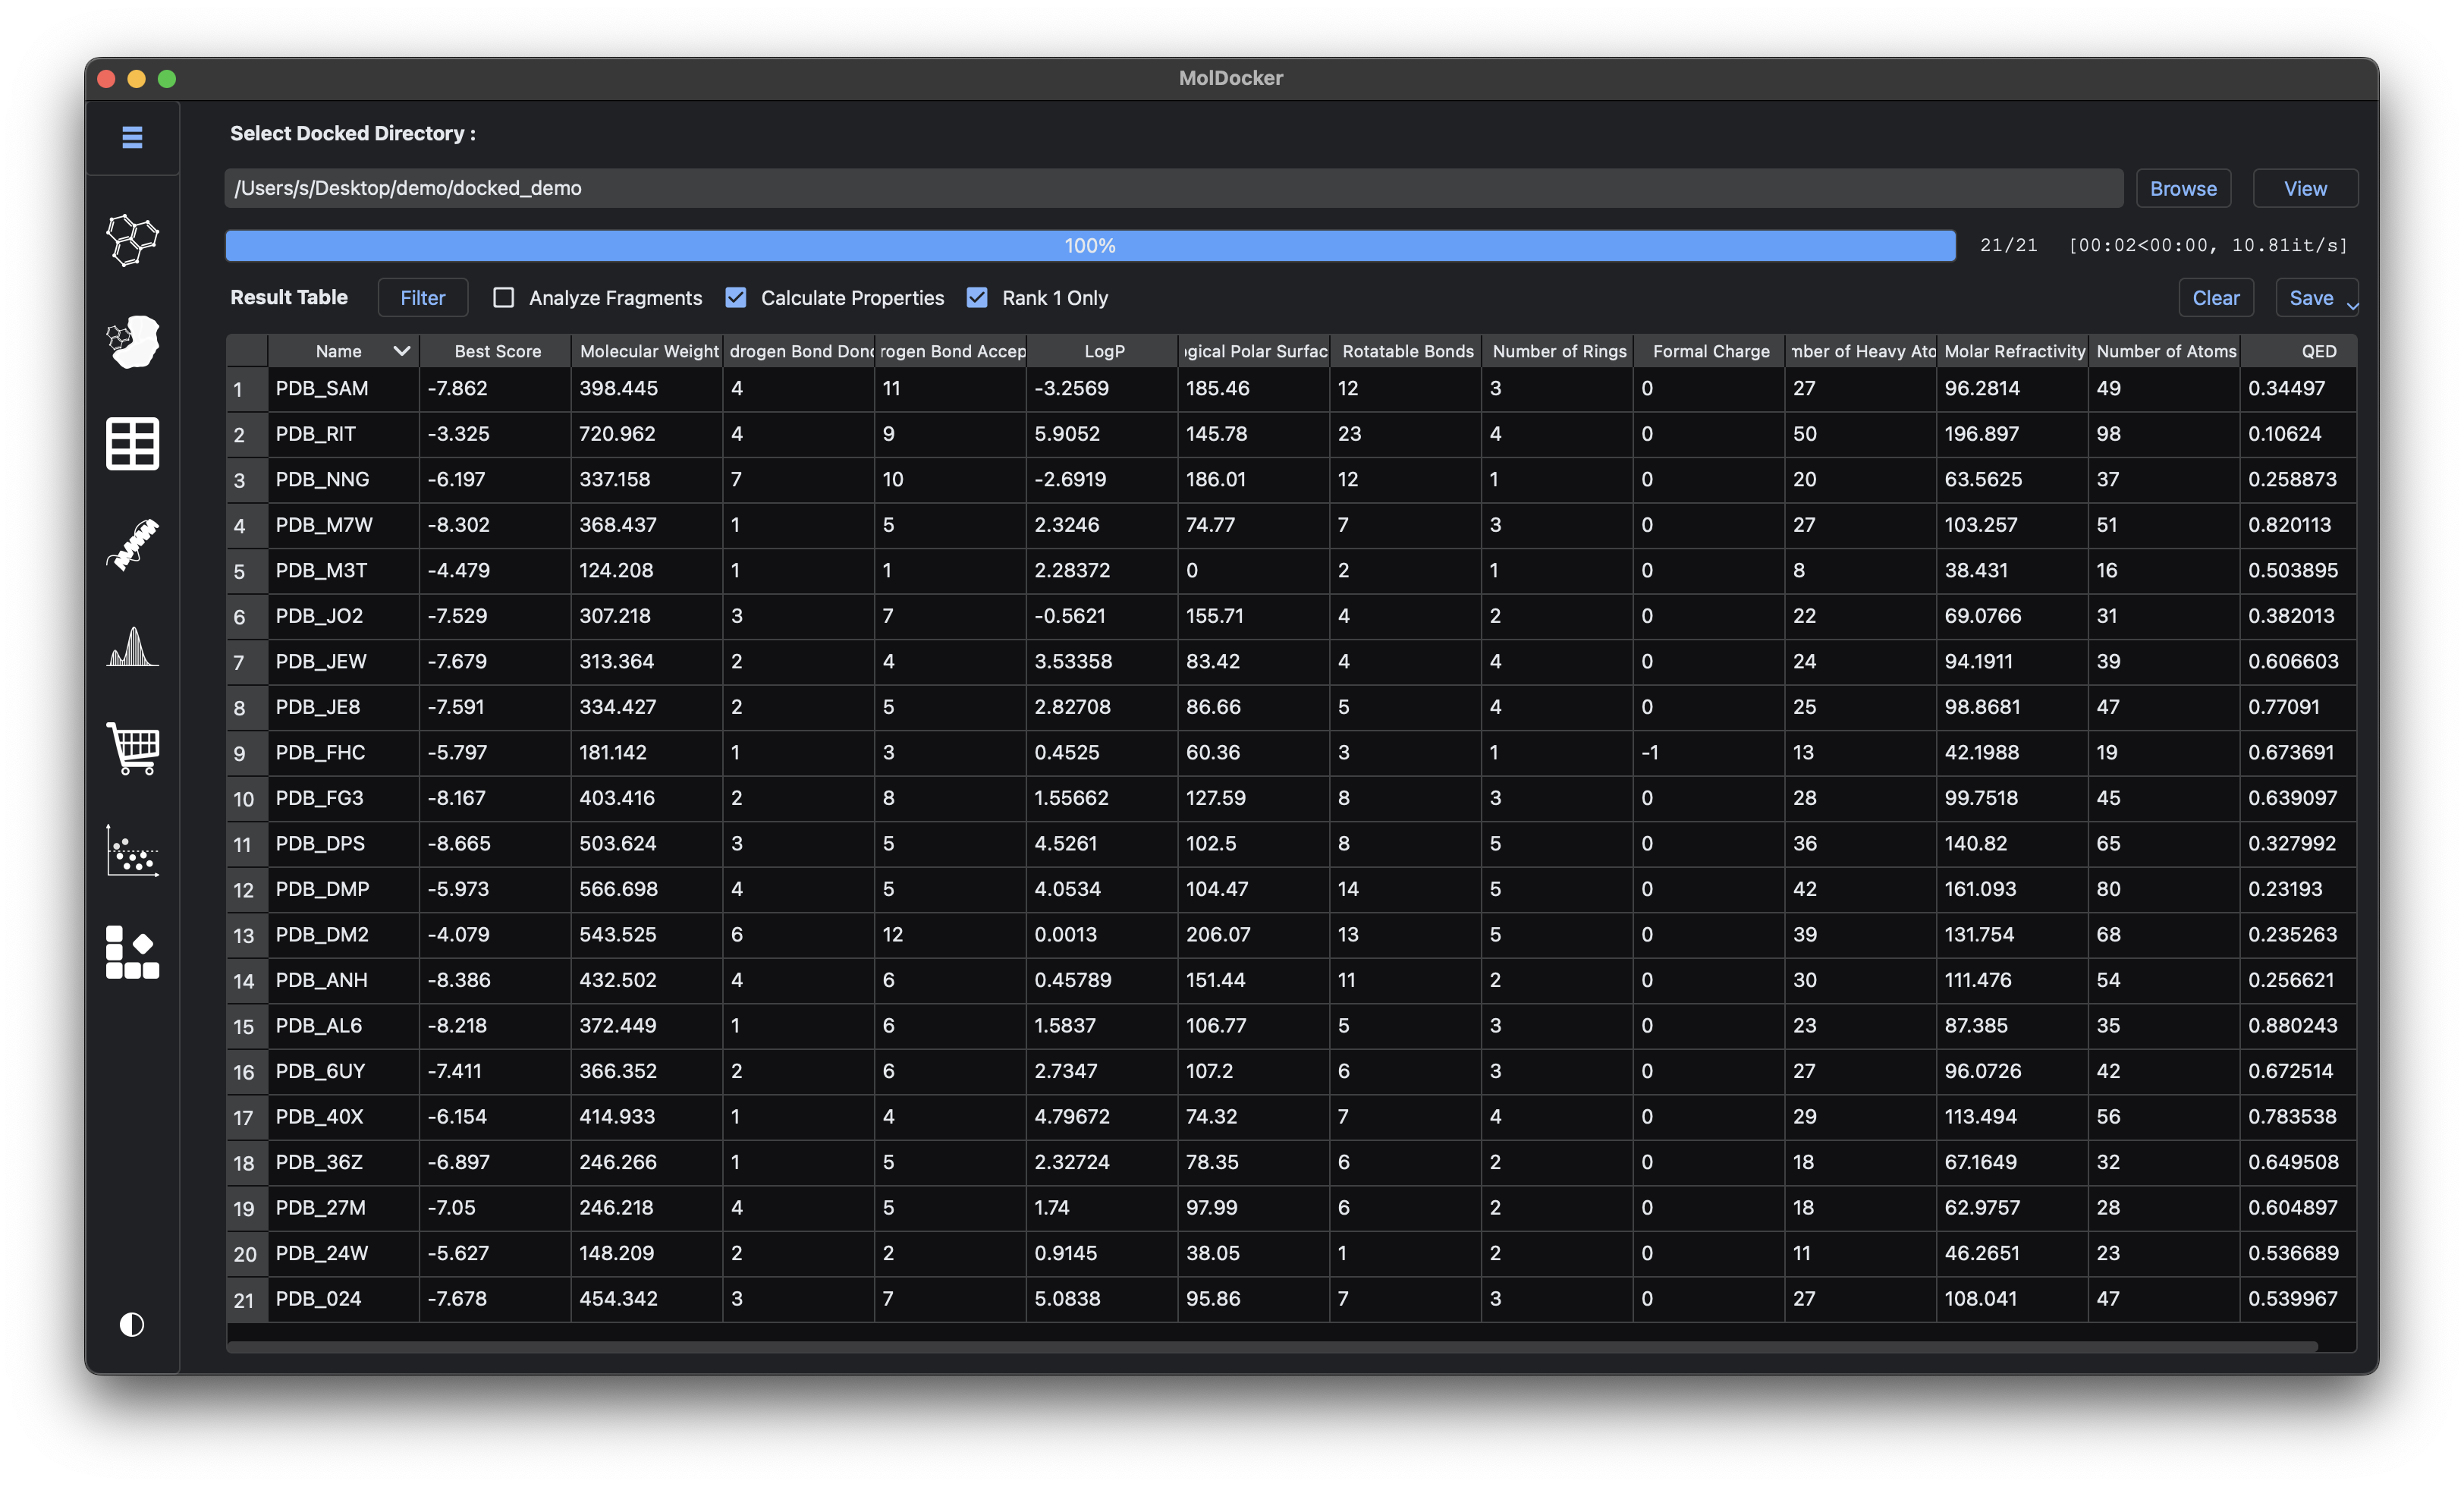 MolDocker
Select Docked Directory :
/Users/s/Desktop/demo/docked_demo Browse View
100% 21/21 [00:02<00:00, 10.81it/s]
Result Table Filter Analyze Fragments Calculate Properties Rank 1 Only Clear Save
Name Best Score Molecular Weight drogen Bond Dono rogen Bond Accep LogP gical Polar Surfac Rotatable Bonds Number of Rings Formal Charge mber of Heavy Ato Molar Refractivity Number of Atoms QED
1 PDB_SAM -7.862 398.445 4 11 -3.2569 185.46 12 3 0 27 96.2814 49 0.34497
2 PDB_RIT -3.325 720.962 4 9 5.9052 145.78 23 4 0 50 196.897 98 0.10624
3 PDB_NNG -6.197 337.158 7 10 -2.6919 186.01 12 1 0 20 63.5625 37 0.258873
4 PDB_M7W -8.302 368.437 1 5 2.3246 74.77 7 3 0 27 103.257 51 0.820113
5 PDB_M3T -4.479 124.208 1 1 2.28372 0 2 1 0 8 38.431 16 0.503895
6 PDB_JO2 -7.529 307.218 3 7 -0.5621 155.71 4 2 0 22 69.0766 31 0.382013
7 PDB_JEW -7.679 313.364 2 4 3.53358 83.42 4 4 0 24 94.1911 39 0.606603
8 PDB_JE8 -7.591 334.427 2 5 2.82708 86.66 5 4 0 25 98.8681 47 0.77091
9 PDB_FHC -5.797 181.142 1 3 0.4525 60.36 3 1 -1 13 42.1988 19 0.673691
10 PDB_FG3 -8.167 403.416 2 8 1.55662 127.59 8 3 0 28 99.7518 45 0.639097
11 PDB_DPS -8.665 503.624 3 5 4.5261 102.5 8 5 0 36 140.82 65 0.327992
12 PDB_DMP -5.973 566.698 4 5 4.0534 104.47 14 5 0 42 161.093 80 0.23193
13 PDB_DM2 -4.079 543.525 6 12 0.0013 206.07 13 5 0 39 131.754 68 0.235263
14 PDB_ANH -8.386 432.502 4 6 0.45789 151.44 11 2 0 30 111.476 54 0.256621
15 PDB_AL6 -8.218 372.449 1 6 1.5837 106.77 5 3 0 23 87.385 35 0.880243
16 PDB_6UY -7.411 366.352 2 6 2.7347 107.2 6 3 0 27 96.0726 42 0.672514
17 PDB_40X -6.154 414.933 1 4 4.79672 74.32 7 4 0 29 113.494 56 0.783538
18 PDB_36Z -6.897 246.266 1 5 2.32724 78.35 6 2 0 18 67.1649 32 0.649508
19 PDB_27M -7.05 246.218 4 5 1.74 97.99 6 2 0 18 62.9757 28 0.604897
20 PDB_24W -5.627 148.209 2 2 0.9145 38.05 1 2 0 11 46.2651 23 0.536689
21 PDB_024 -7.678 454.342 3 7 5.0838 95.86 7 3 0 27 108.041 47 0.539967